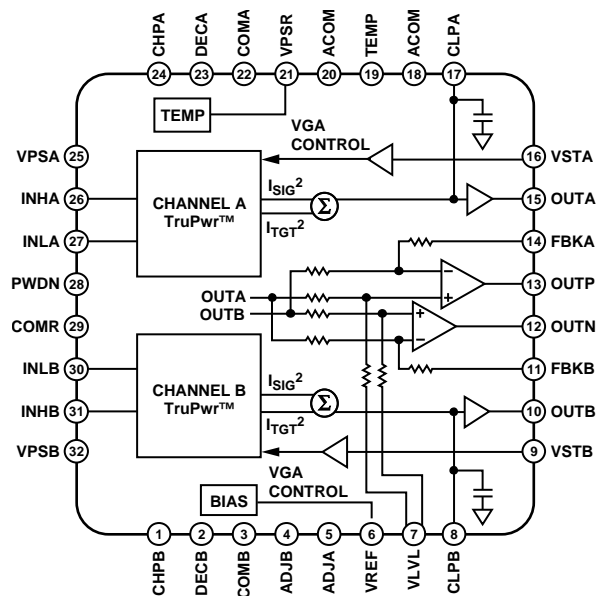 CHPA
DECA
COMA
VPSR
ACOM
TEMP
ACOM
CLPA
24
23
22
21
20
19
18
17
TEMP
VGA
CONTROL
VPSA 25
16 VSTA
INHA 26
CHANNEL A
TruPwr™
I_SIG²
Σ
I_TGT²
15 OUTA
INLA 27
14 FBKA
PWDN 28
OUTA
OUTB
−
+
13 OUTP
COMR 29
+
−
12 OUTN
INLB 30
11 FBKB
CHANNEL B
TruPwr™
I_SIG²
Σ
I_TGT²
INHB 31
10 OUTB
VPSB 32
9 VSTB
VGA
CONTROL
BIAS
1
2
3
4
5
6
7
8
CHPB
DECB
COMB
ADJB
ADJA
VREF
VLVL
CLPB